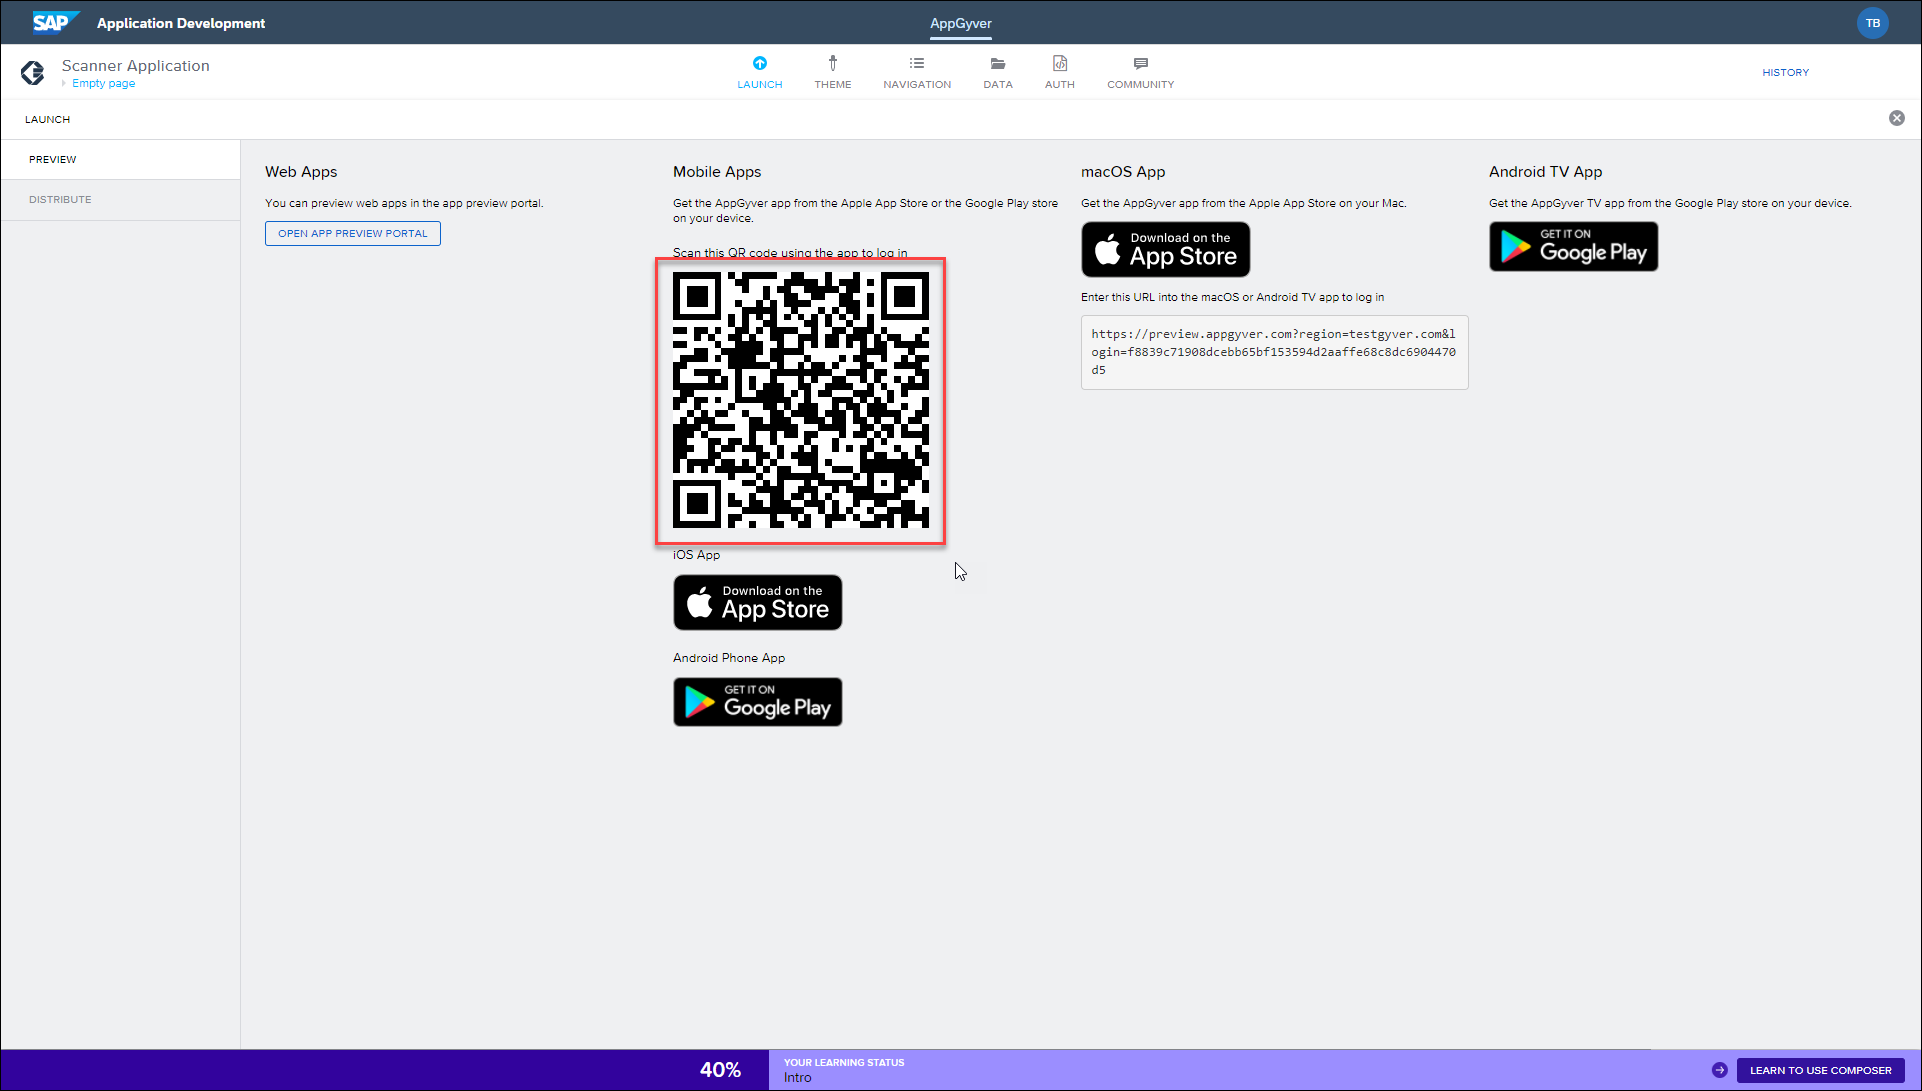 SAP Application Development
AppGyver
TB
Scanner Application
Empty page
LAUNCH
THEME
NAVIGATION
DATA
AUTH
COMMUNITY
HISTORY
LAUNCH
PREVIEW
DISTRIBUTE
Web Apps
You can preview web apps in the app preview portal.
OPEN APP PREVIEW PORTAL
Mobile Apps
Get the AppGyver app from the Apple App Store or the Google Play store
on your device.
Scan this QR code using the app to log in
iOS App
Download on the
App Store
Android Phone App
GET IT ON
Google Play
macOS App
Get the AppGyver app from the Apple App Store on your Mac.
Download on the
App Store
Enter this URL into the macOS or Android TV app to log in
https://preview.appgyver.com?region=testgyver.com&l
ogin=f8839c71908dcebb65bf153594d2aaffe68c8dc6904470
d5
Android TV App
Get the AppGyver TV app from the Google Play store on your device.
GET IT ON
Google Play
40%
YOUR LEARNING STATUS
Intro
LEARN TO USE COMPOSER